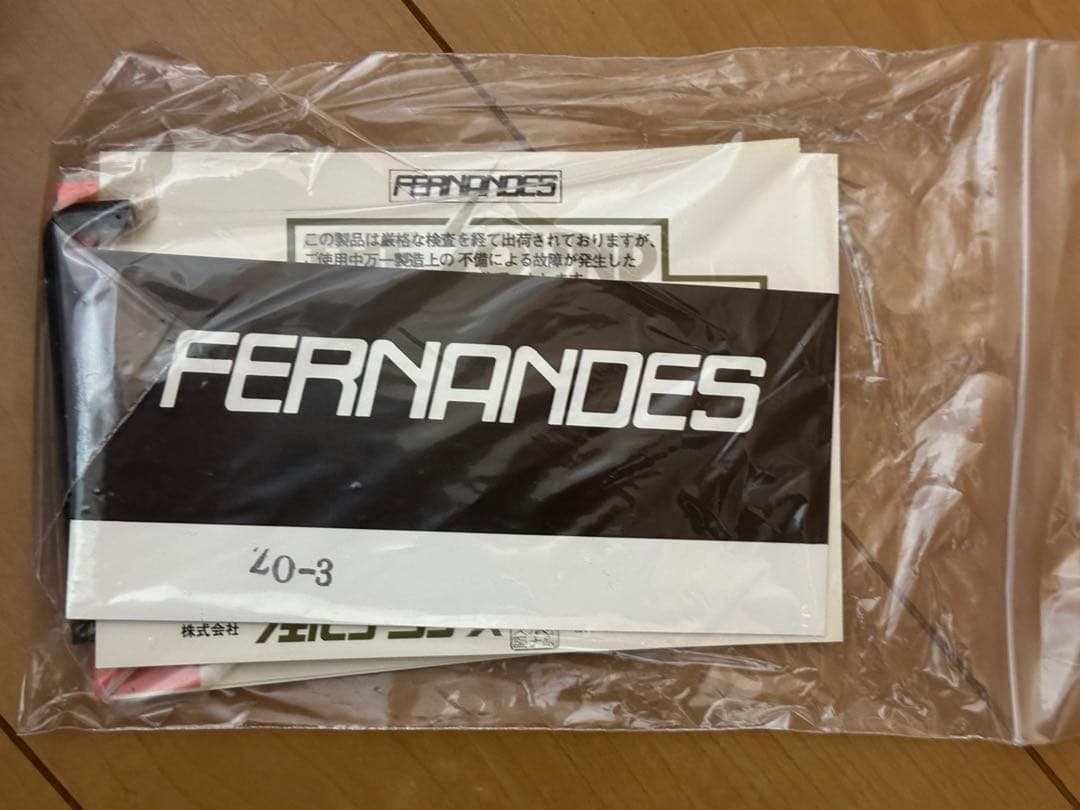 FERNANDES
この製品は厳格な検査を経て出荷されておりますが、
ご使用中万一製造上の不備による故障が発生した
FERNANDES
ZO-3
株式会社